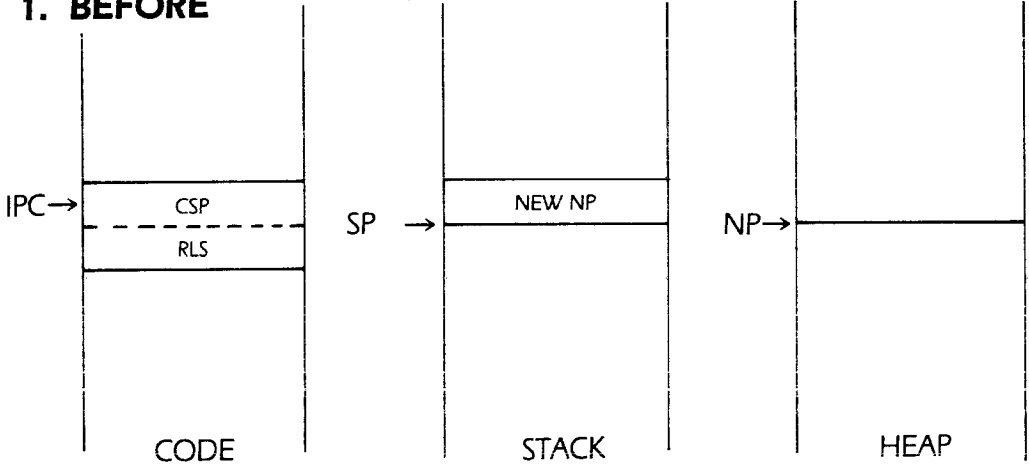 1. BEFORE
IPC→
CSP
RLS
SP →
NEW NP
NP→
CODE
STACK
HEAP